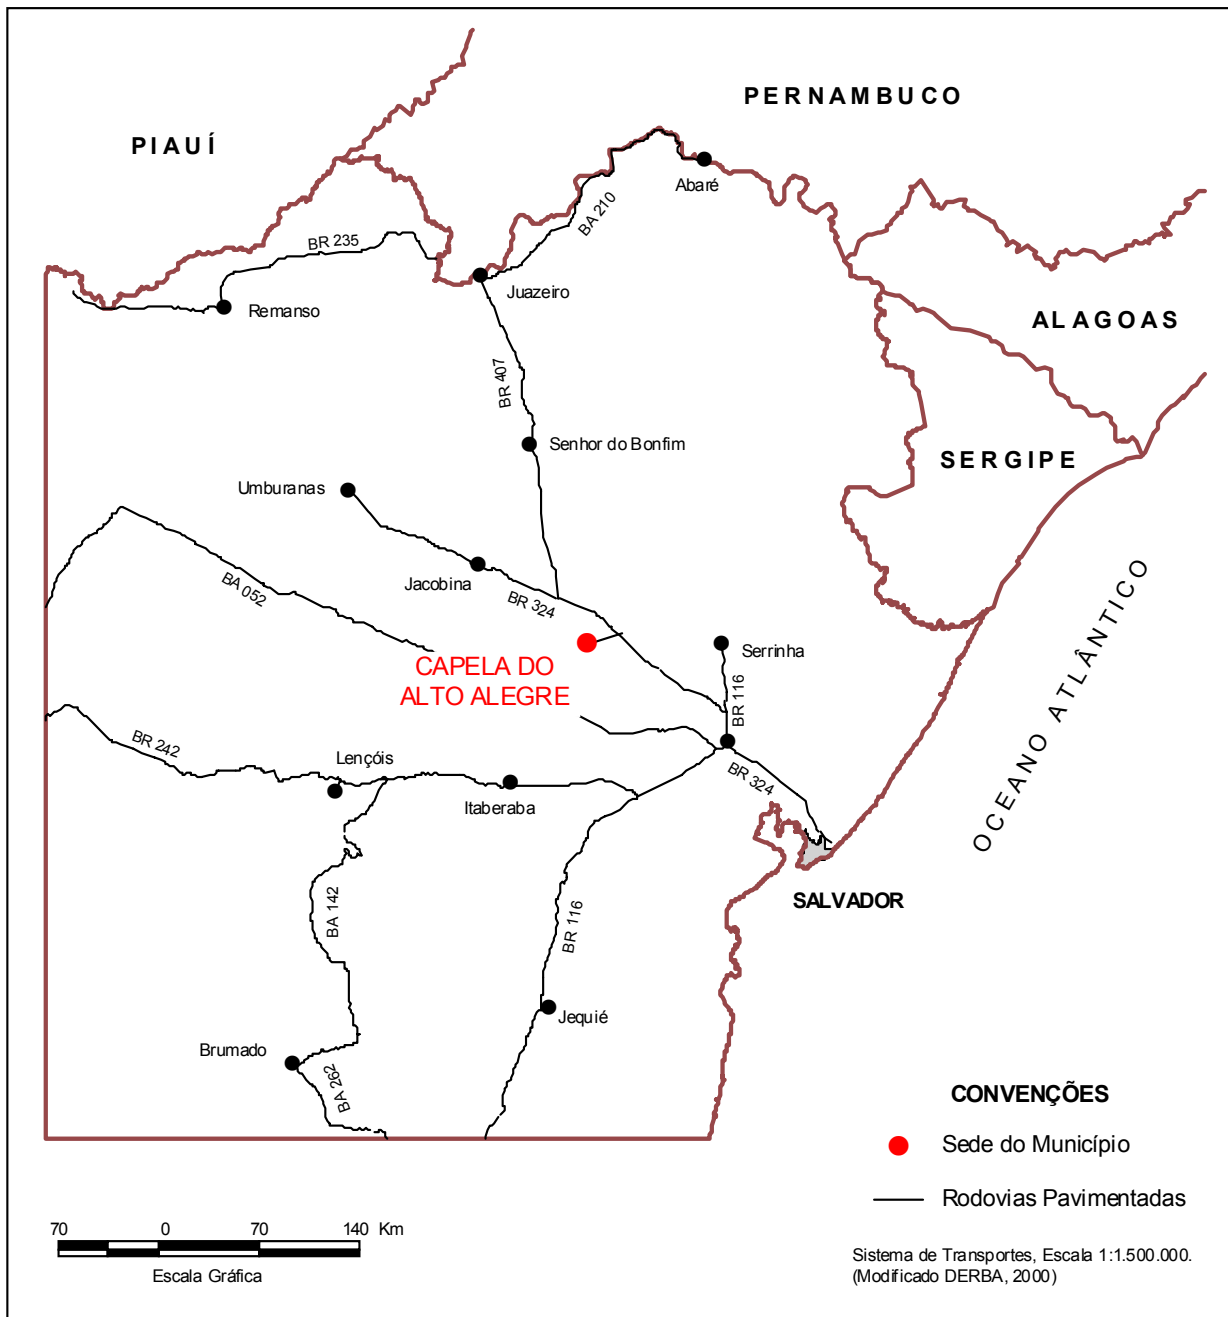 PERNAMBUCO
PIAUÍ
Abaré
BA 210
BR 235
Juazeiro
Remanso
ALAGOAS
BR 407
Senhor do Bonfim
SERGIPE
Umburanas
Jacobina
BA 052
BR 324
OCEANO ATLÂNTICO
Serrinha
CAPELA DO
ALTO ALEGRE
BR 116
BR 242
Lençóis
Itaberaba
BR 324
SALVADOR
BA 142
BR 116
Jequié
Brumado
BA 262
CONVENÇÕES
Sede do Município
Rodovias Pavimentadas
70 0 70 140 Km
Escala Gráfica
Sistema de Transportes, Escala 1:1.500.000.
(Modificado DERBA, 2000)